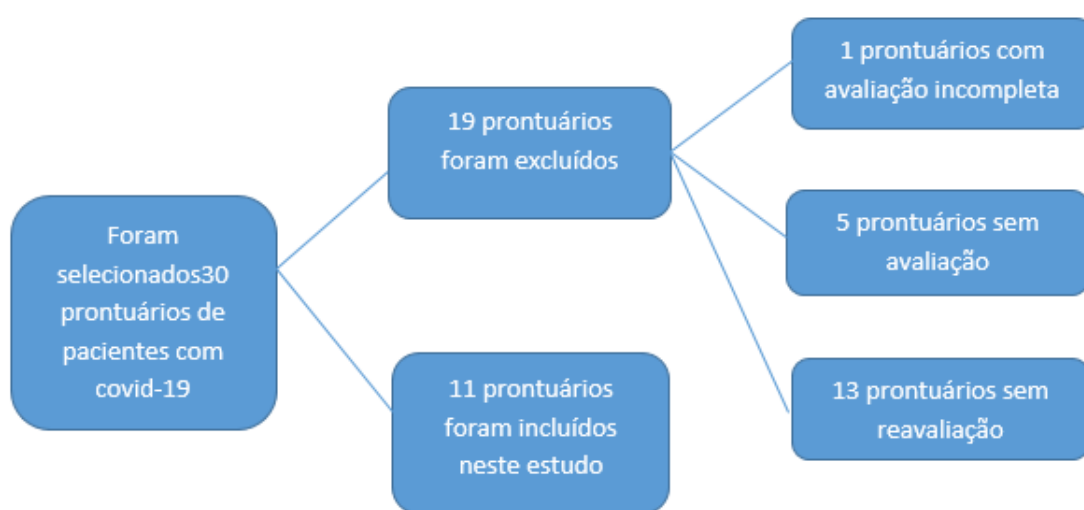 Foram
selecionados30
prontuários de
pacientes com
covid-19
19 prontuários
foram excluídos
11 prontuários
foram incluídos
neste estudo
1 prontuários com
avaliação incompleta
5 prontuários sem
avaliação
13 prontuários sem
reavaliação